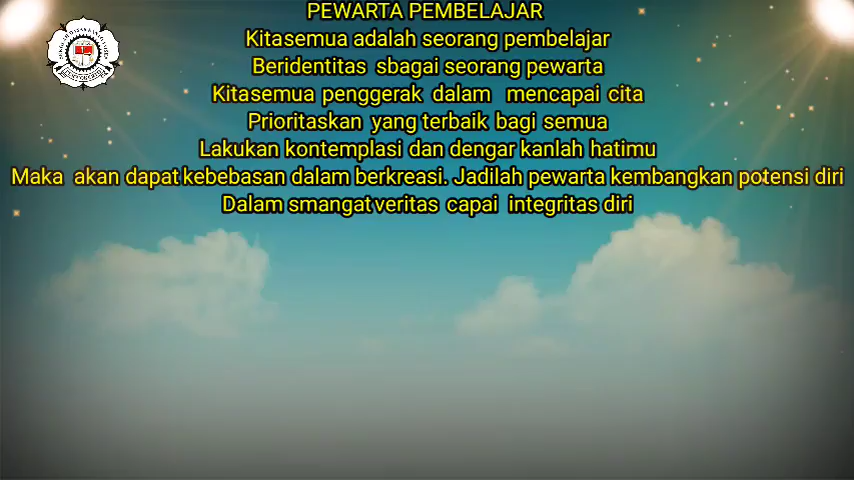 PEWARTA PEMBELAJAR
Kitasemua adalah seorang pembelajar
Beridentitas sbagai seorang pewarta
Kitasemua penggerak dalam mencapai cita
Prioritaskan yang terbaik bagi semua
Lakukan kontemplasi dan dengar kanlah hatimu
Maka akan dapat kebebasan dalam berkreasi. Jadilah pewarta kembangkan potensi diri
Dalam smangat veritas capai integritas diri